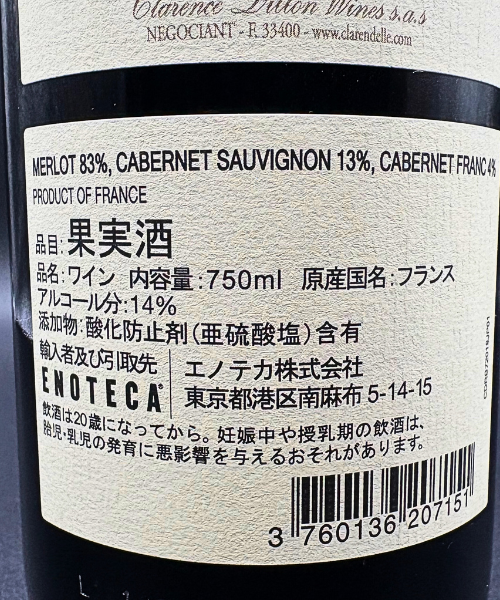 Clarence Dillon Wines s.a.s
NEGOCIANT - F. 33400 - www.clarendelle.com
MERLOT 83%, CABERNET SAUVIGNON 13%, CABERNET FRANC 4%
PRODUCT OF FRANCE
品目:果実酒
品名:ワイン 内容量:750ml 原産国名:フランス
アルコール分:14%
添加物:酸化防止剤(亜硫酸塩)含有
輸入者及び引取先
ENOTECA
エノテカ株式会社
東京都港区南麻布 5-14-15
飲酒は20歳になってから。妊娠中や授乳期の飲酒は、
胎児・乳児の発育に悪影響を与えるおそれがあります。
3 760136 207151